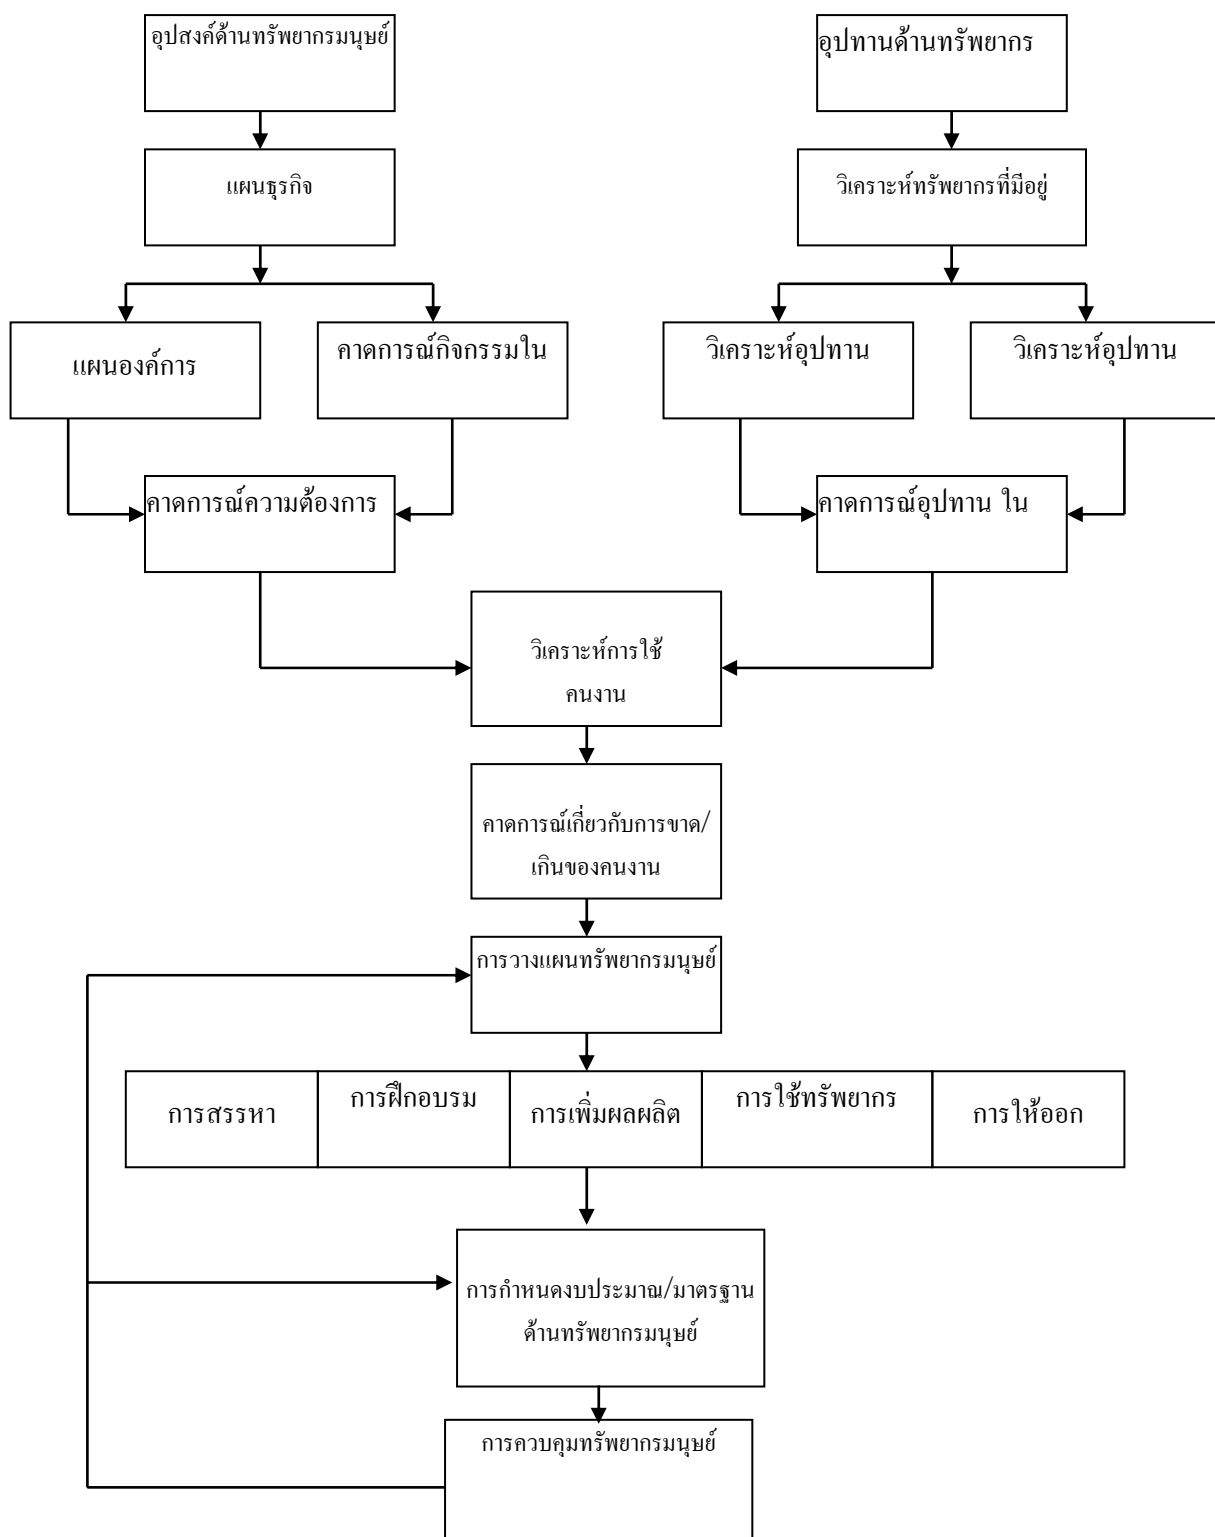 อุปสงค์ด้านทรัพยากรมนุษย์
อุปทานด้านทรัพยากร
แผนธุรกิจ
วิเคราะห์ทรัพยากรที่มีอยู่
แผนองค์การ
คาดการณ์กิจกรรมใน
วิเคราะห์อุปทาน
วิเคราะห์อุปทาน
คาดการณ์ความต้องการ
คาดการณ์อุปทาน ใน
วิเคราะห์การใช้
คนงาน
คาดการณ์เกี่ยวกับการขาด/
เกินของคนงาน
การวางแผนทรัพยากรมนุษย์
การสรรหา
การฝึกอบรม
การเพิ่มผลผลิต
การใช้ทรัพยากร
การให้ออก
การกำหนดงบประมาณ/มาตรฐาน
ด้านทรัพยากรมนุษย์
การควบคุมทรัพยากรมนุษย์